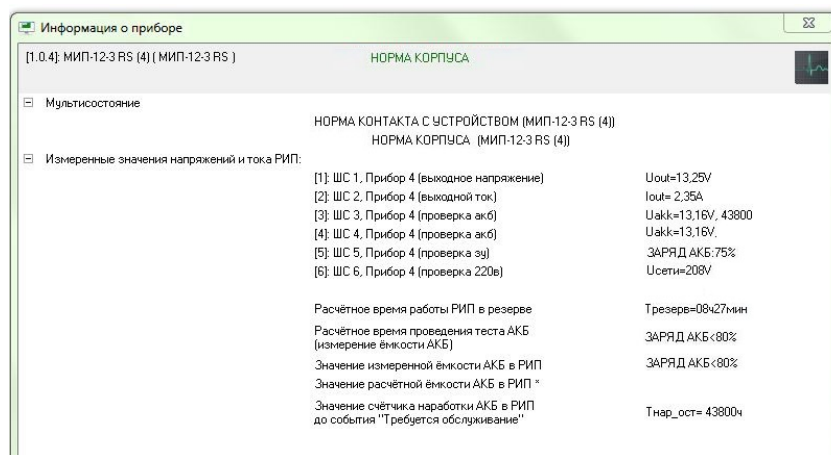 Информация о приборе
[1.0.4]: МИП-12-3 RS (4) ( МИП-12-3 RS )
НОРМА КОРПУСА
Мультисостояние
НОРМА КОНТАКТА С УСТРОЙСТВОМ (МИП-12-3 RS (4))
НОРМА КОРПУСА (МИП-12-3 RS (4))
Измеренные значения напряжений и тока РИП:
[1]: ШС 1, Прибор 4 (выходное напряжение) Uout=13,25V
[2]: ШС 2, Прибор 4 (выходной ток) Iout= 2,35A
[3]: ШС 3, Прибор 4 (проверка акб) Uakk=13,16V, 43800
[4]: ШС 4, Прибор 4 (проверка акб) Uakk=13,16V.
[5]: ШС 5, Прибор 4 (проверка зу) ЗАРЯД АКБ:75%
[6]: ШС 6, Прибор 4 (проверка 220в) Uсети=208V
Расчётное время работы РИП в резерве Tрезерв=08ч27мин
Расчётное время проведения теста АКБ
(измерение ёмкости АКБ) ЗАРЯД АКБ<80%
Значение измеренной ёмкости АКБ в РИП ЗАРЯД АКБ<80%
Значение расчётной ёмкости АКБ в РИП *
Значение счётчика наработки АКБ в РИП
до события "Требуется обслуживание" Tнар_ост= 43800ч